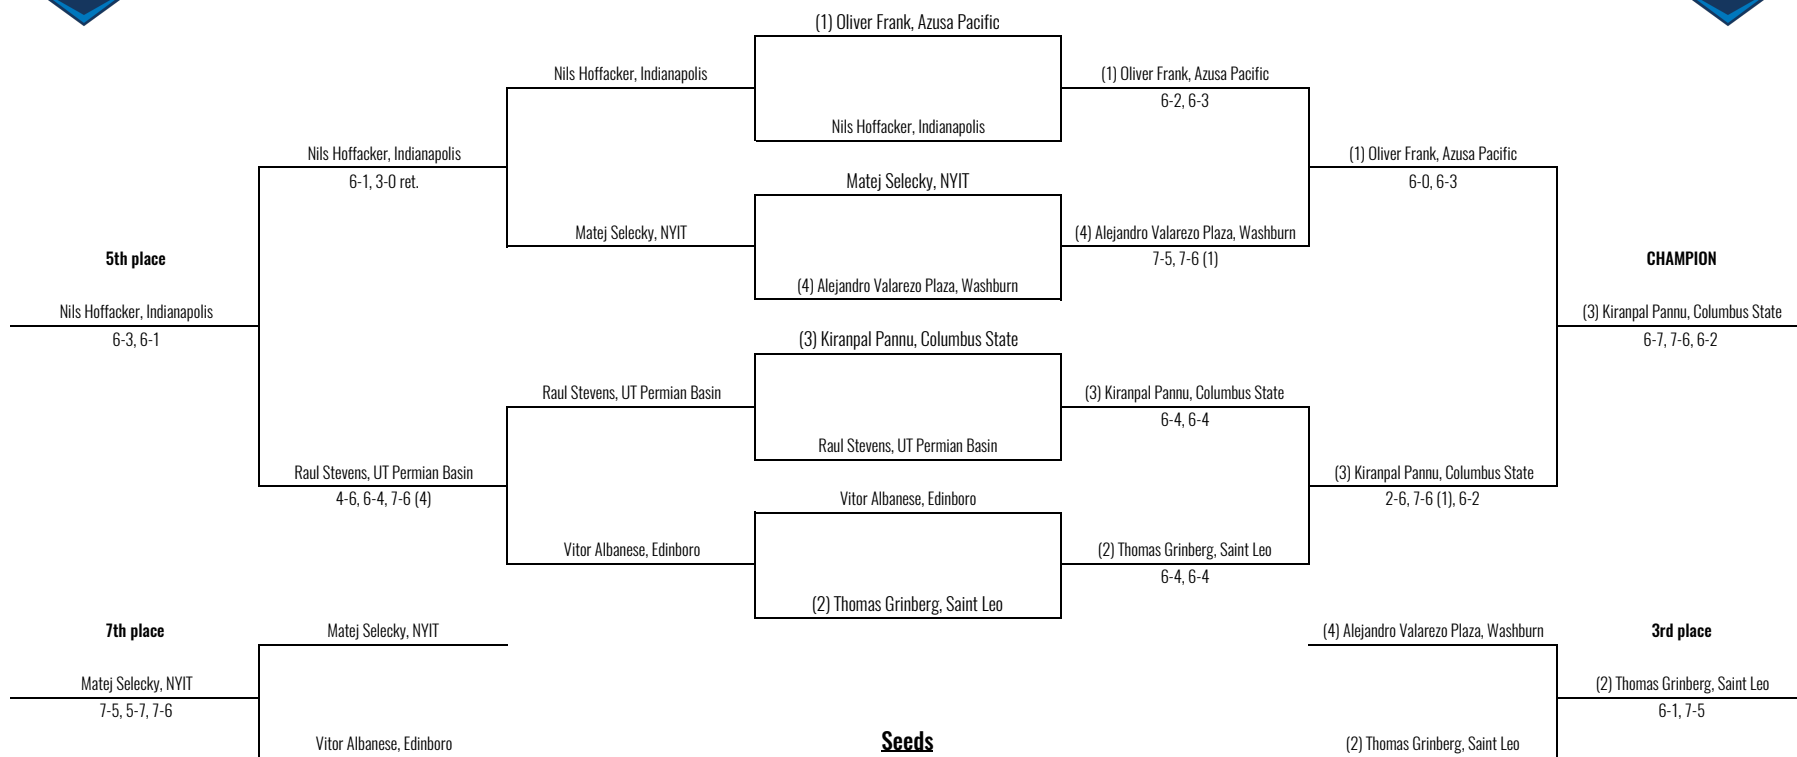 (1) Oliver Frank, Azusa Pacific
Nils Hoffacker, Indianapolis
(1) Oliver Frank, Azusa Pacific
6-2, 6-3
Nils Hoffacker, Indianapolis
Nils Hoffacker, Indianapolis
6-1, 3-0 ret.
(1) Oliver Frank, Azusa Pacific
6-0, 6-3
Matej Selecky, NYIT
Matej Selecky, NYIT
(4) Alejandro Valarezo Plaza, Washburn
7-5, 7-6 (1)
5th place
CHAMPION
(4) Alejandro Valarezo Plaza, Washburn
Nils Hoffacker, Indianapolis
6-3, 6-1
(3) Kiranpal Pannu, Columbus State
6-7, 7-6, 6-2
(3) Kiranpal Pannu, Columbus State
Raul Stevens, UT Permian Basin
(3) Kiranpal Pannu, Columbus State
6-4, 6-4
Raul Stevens, UT Permian Basin
Raul Stevens, UT Permian Basin
4-6, 6-4, 7-6 (4)
(3) Kiranpal Pannu, Columbus State
2-6, 7-6 (1), 6-2
Vitor Albanese, Edinboro
Vitor Albanese, Edinboro
(2) Thomas Grinberg, Saint Leo
6-4, 6-4
(2) Thomas Grinberg, Saint Leo
7th place
Matej Selecky, NYIT
(4) Alejandro Valarezo Plaza, Washburn
3rd place
Matej Selecky, NYIT
7-5, 5-7, 7-6
(2) Thomas Grinberg, Saint Leo
6-1, 7-5
Vitor Albanese, Edinboro
Seeds
(2) Thomas Grinberg, Saint Leo